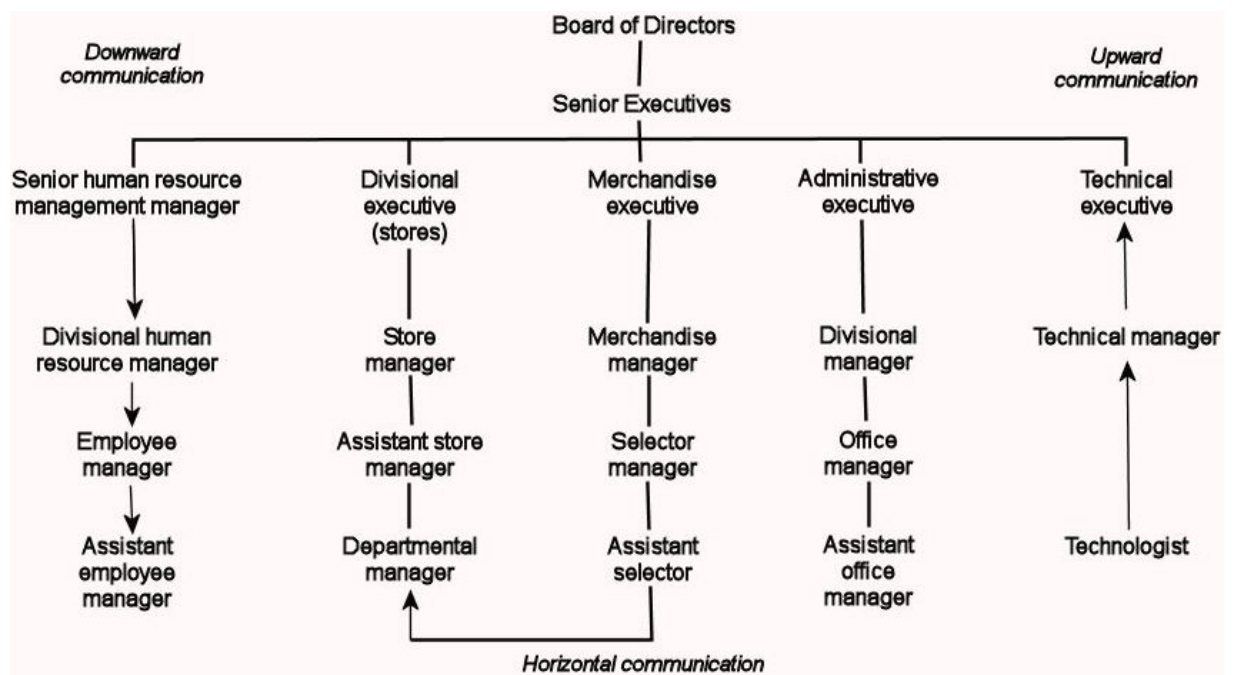 Board of Directors
Downward
communication
Upward
communication
Senior Executives
Senior human resource
management manager
Divisional
executive
(stores)
Merchandise
executive
Administrative
executive
Technical
executive
Divisional human
resource manager
Store
manager
Merchandise
manager
Divisional
manager
Technical manager
Employee
manager
Assistant store
manager
Selector
manager
Office
manager
Assistant
employee
manager
Departmental
manager
Assistant
selector
Assistant
office
manager
Technologist
Horizontal communication